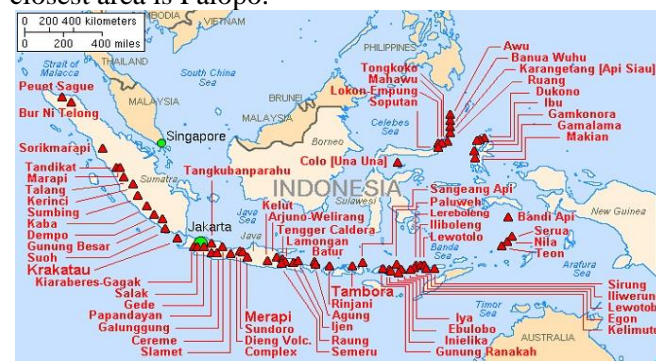 closest area is Palopo.
0 200 400 kilometers
0 200 400 miles
CAMBODIA
VIETNAM
THAILAND
PHILIPPINES
Strait of
Malacca
South China
Sea
MALAYSIA
BRUNEI
MALAYSIA
Singapore
Borneo
Celebes
Sea
INDONESIA
Sumatra
Java
Sea
Java
Sulawesi
Banda
Sea
New Guinea
Arafura
Sea
Timor
Sea
Indian
Ocean
AUSTRALIA
Jakarta
Peuet Sague
Bur Ni Telong
Sorikmarapi
Tandikat
Marapi
Talang
Kerinci
Sumbing
Kaba
Dempo
Gunung Besar
Suoh
Krakatau
Kiaraberes-Gagak
Salak
Gede
Papandayan
Galunggung
Cereme
Slamet
Tangkubanparahu
Merapi
Sundoro
Dieng Volc.
Complex
Kelut
Arjuno-Welirang
Tengger Caldera
Lamongan
Batur
Tambora
Rinjani
Agung
Ijen
Raung
Semeru
Tongkoko
Mahawu
Lokon Empung
Soputan
Colo [Una Una]
Awu
Banua Wuhu
Karangetang [Api Siau]
Ruang
Dukono
Ibu
Gamkonora
Gamalama
Makian
Sangeang Api
Paluweh
Lereboleng
Iliboleng
Lewotolo
Bandi Api
Serua
Nila
Teon
Sirung
Iliwerung
Lewotobi
Egon
Kelimutu
Iya
Ebulobo
Inielika
Gunung Ranakah